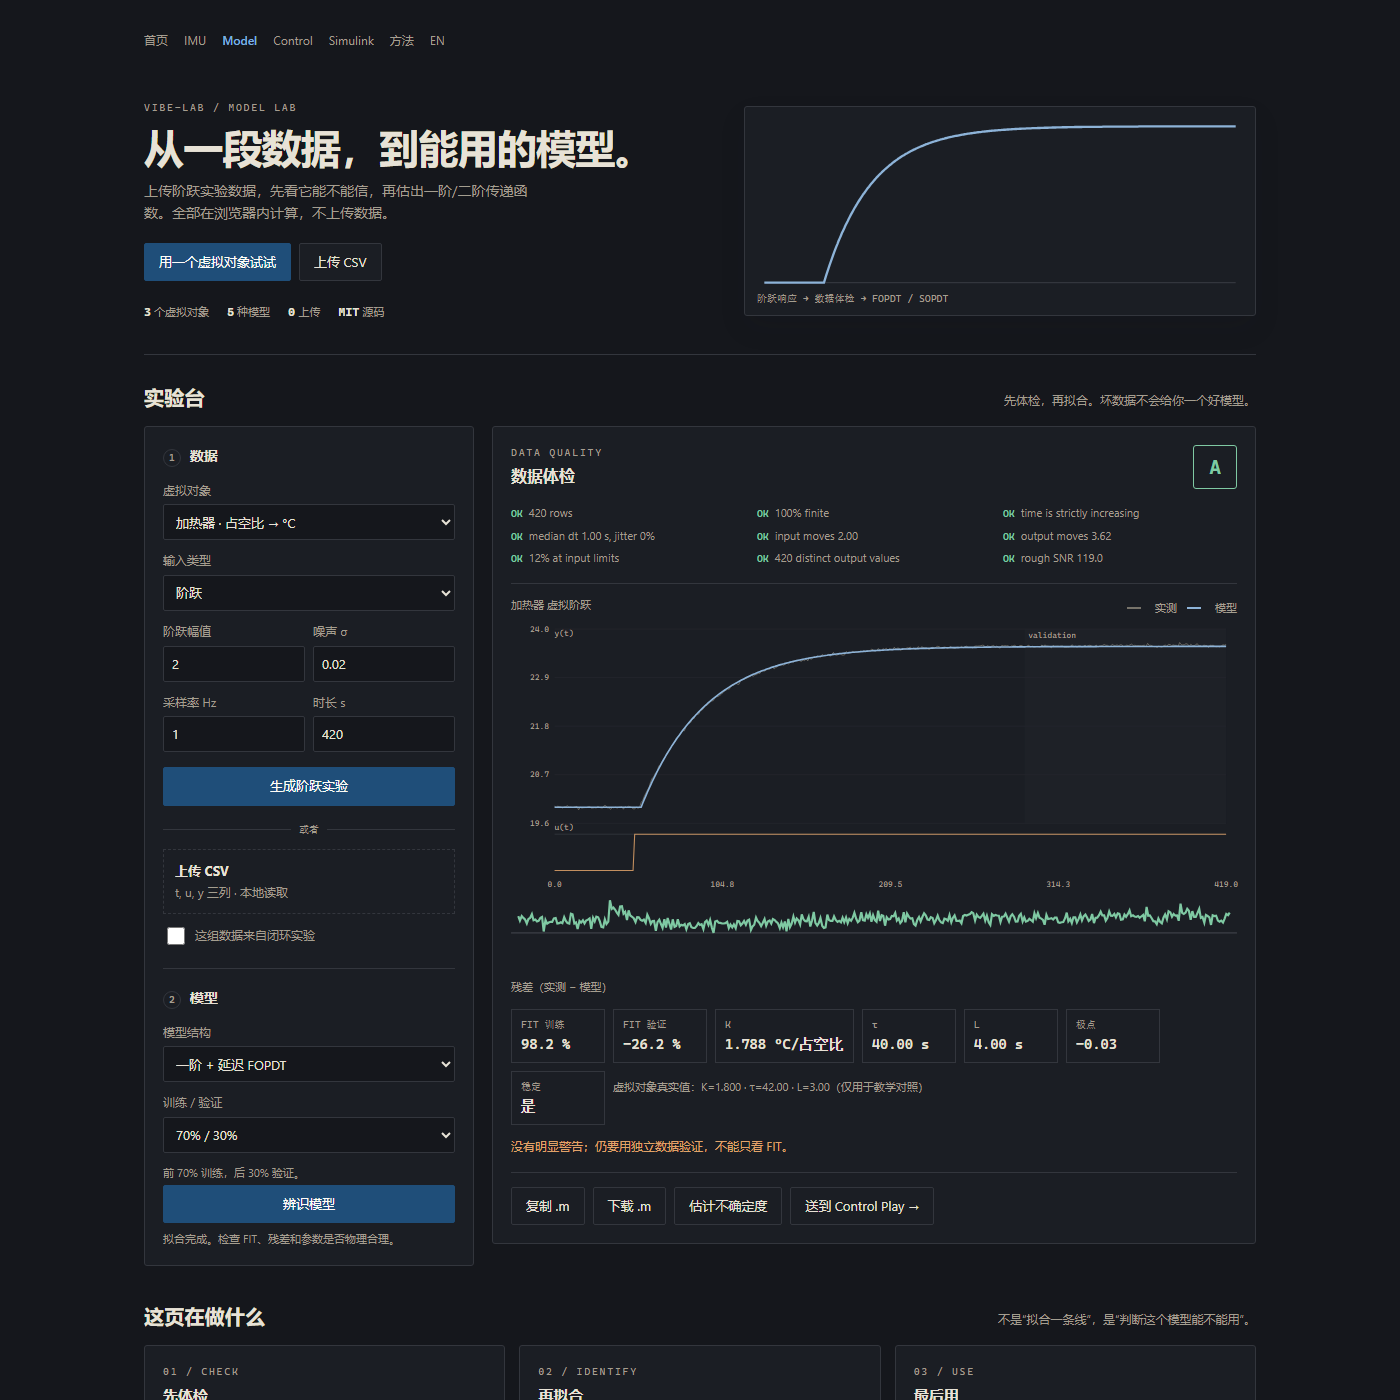 首页 IMU Model Control Simulink 方法 EN
VIBE-LAB / MODEL LAB
从一段数据，到能用的模型。
上传阶跃实验数据，先看它能不能信，再估出一阶/二阶传递函
数。全部在浏览器内计算，不上传数据。
用一个虚拟对象试试 上传 CSV
3 个虚拟对象 5 种模型 0 上传 MIT 源码
阶跃响应 → 数据体检 → FOPDT / SOPDT
实验台
先体检，再拟合。坏数据不会给你一个好模型。
1 数据
虚拟对象
加热器 · 占空比 → °C
输入类型
阶跃
阶跃幅值 噪声 σ
2 0.02
采样率 Hz 时长 s
1 420
生成阶跃实验
或者
上传 CSV
t, u, y 三列 · 本地读取
这组数据来自闭环实验
2 模型
模型结构
一阶 + 延迟 FOPDT
训练 / 验证
70% / 30%
前 70% 训练，后 30% 验证。
辨识模型
拟合完成。检查 FIT、残差和参数是否物理合理。
DATA QUALITY
数据体检
A
OK 420 rows OK 100% finite OK time is strictly increasing
OK median dt 1.00 s, jitter 0% OK input moves 2.00 OK output moves 3.62
OK 12% at input limits OK 420 distinct output values OK rough SNR 119.0
加热器 虚拟阶跃
实测 模型
24.0 y(t) validation
22.9
21.8
20.7
19.6 u(t)
0.0 104.8 209.5 314.3 419.0
残差（实测 − 模型）
FIT 训练 FIT 验证 K τ L 极点
98.2 % −26.2 % 1.788 °C/占空比 40.00 s 4.00 s −0.03
稳定
是
虚拟对象真实值：K=1.800 · τ=42.00 · L=3.00（仅用于教学对照）
没有明显警告；仍要用独立数据验证，不能只看 FIT。
复制 .m 下载 .m 估计不确定度 送到 Control Play →
这页在做什么
不是“拟合一条线”，是“判断这个模型能不能用”。
01 / CHECK 02 / IDENTIFY 03 / USE
先体检 再拟合 最后用